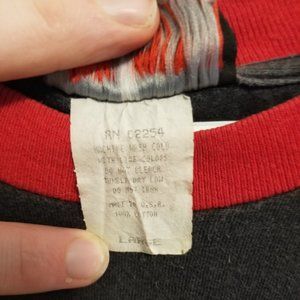 RN 62254
MACHINE WASH COLD
WITH LIKE COLORS
DO NOT BLEACH
TUMBLE DRY LOW
DO NOT IRON
MADE IN U.S.A.
100% COTTON
LARGE